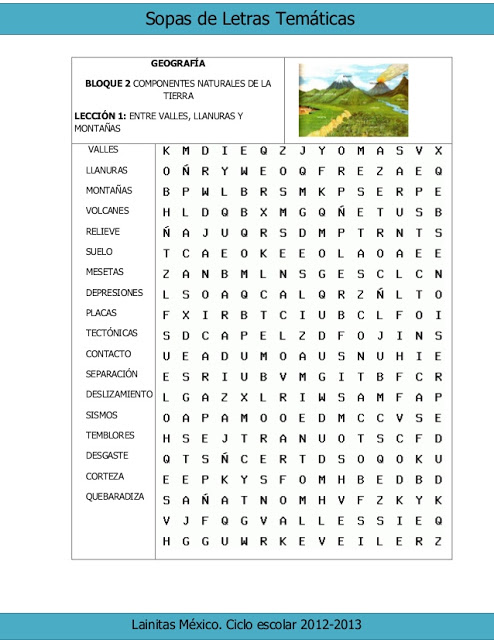 Sopas de Letras Temáticas
GEOGRAFÍA
BLOQUE 2 COMPONENTES NATURALES DE LA
TIERRA
LECCIÓN 1: ENTRE VALLES, LLANURAS Y
MONTAÑAS
VALLES
LLANURAS
MONTAÑAS
VOLCANES
RELIEVE
SUELO
MESETAS
DEPRESIONES
PLACAS
TECTÓNICAS
CONTACTO
SEPARACIÓN
DESLIZAMIENTO
SISMOS
TEMBLORES
DESGASTE
CORTEZA
QUEBARADIZA
K M D I E Q Z J Y O M A S V X
O Ñ R Y W E O Q F R E Z A E Q
B P W L B R S M K P S E R P E
H L D Q B X M G Q Ñ E T U S B
Ñ A J U Q R S D M P T R N T S
T C A E O K E E O L A O A E E
Z A N B M L N S G E S C L C N
L S O A Q C A L Q R Z Ñ L T O
F X I R B T C I U B C L F O I
S D C A P E L Z D F O J I N S
U E A D U M O A U S N U H I E
E S R I U B V M G I T B F C R
L G A Z X L R I W S A M F A P
O A P A M O O E D M C C V S E
H S E J T R A N U O T S C F D
Q T S Ñ C E R T D S O Q O K U
E E P K Y S F O M H B E D B D
S A Ñ A T N O M H V F Z K Y K
V J F Q G V A L L E S S I E Q
H G G U W R K E V E I L E R Z
Lainitas México. Ciclo escolar 2012-2013